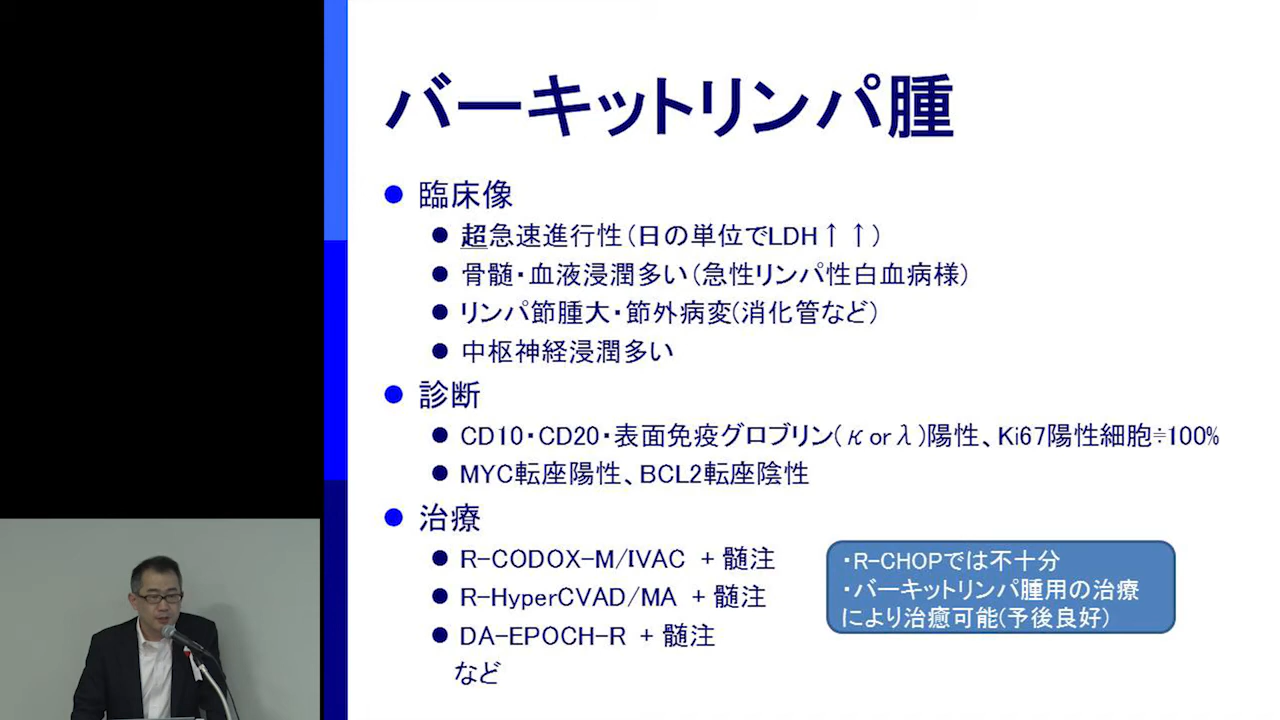 バーキットリンパ腫
● 臨床像
● 超急速進行性(日の単位でLDH↑↑)
● 骨髄・血液浸潤多い(急性リンパ性白血病様)
● リンパ節腫大・節外病変(消化管など)
● 中枢神経浸潤多い
● 診断
● CD10・CD20・表面免疫グロブリン(κorλ)陽性、Ki67陽性細胞≑100%
● MYC転座陽性、BCL2転座陰性
● 治療
● R-CODOX-M/IVAC + 髄注
● R-HyperCVAD/MA + 髄注
● DA-EPOCH-R + 髄注
など
・R-CHOPでは不十分
・バーキットリンパ腫用の治療
により治癒可能(予後良好)